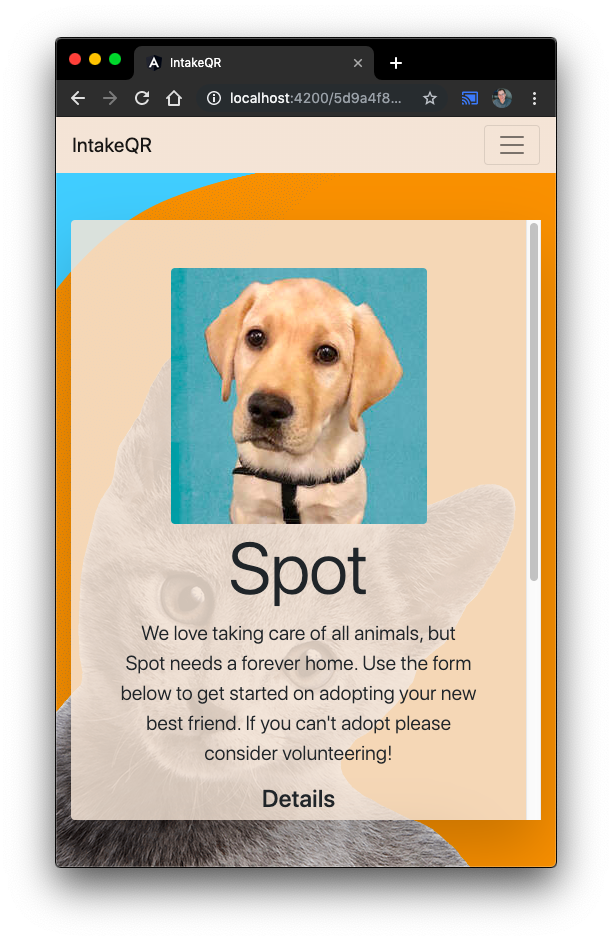 IntakeQR
localhost:4200/5d9a4f8...
IntakeQR
Spot
We love taking care of all animals, but
Spot needs a forever home. Use the form
below to get started on adopting your new
best friend. If you can't adopt please
consider volunteering!
Details